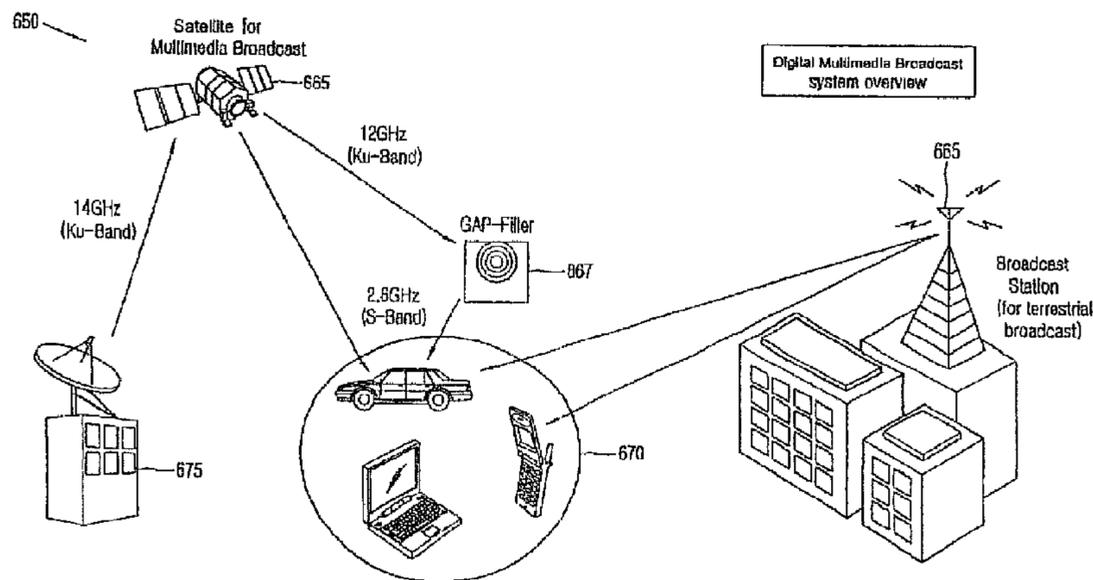 650
Satellite for
Multimedia Broadcast
665
Digital Multimedia Broadcast
system overview
12GHz
(Ku-Band)
665
14GHz
(Ku-Band)
GAP-Filler
667
Broadcast
Station
(for terrestrial
broadcast)
2.6GHz
(S-Band)
675
670